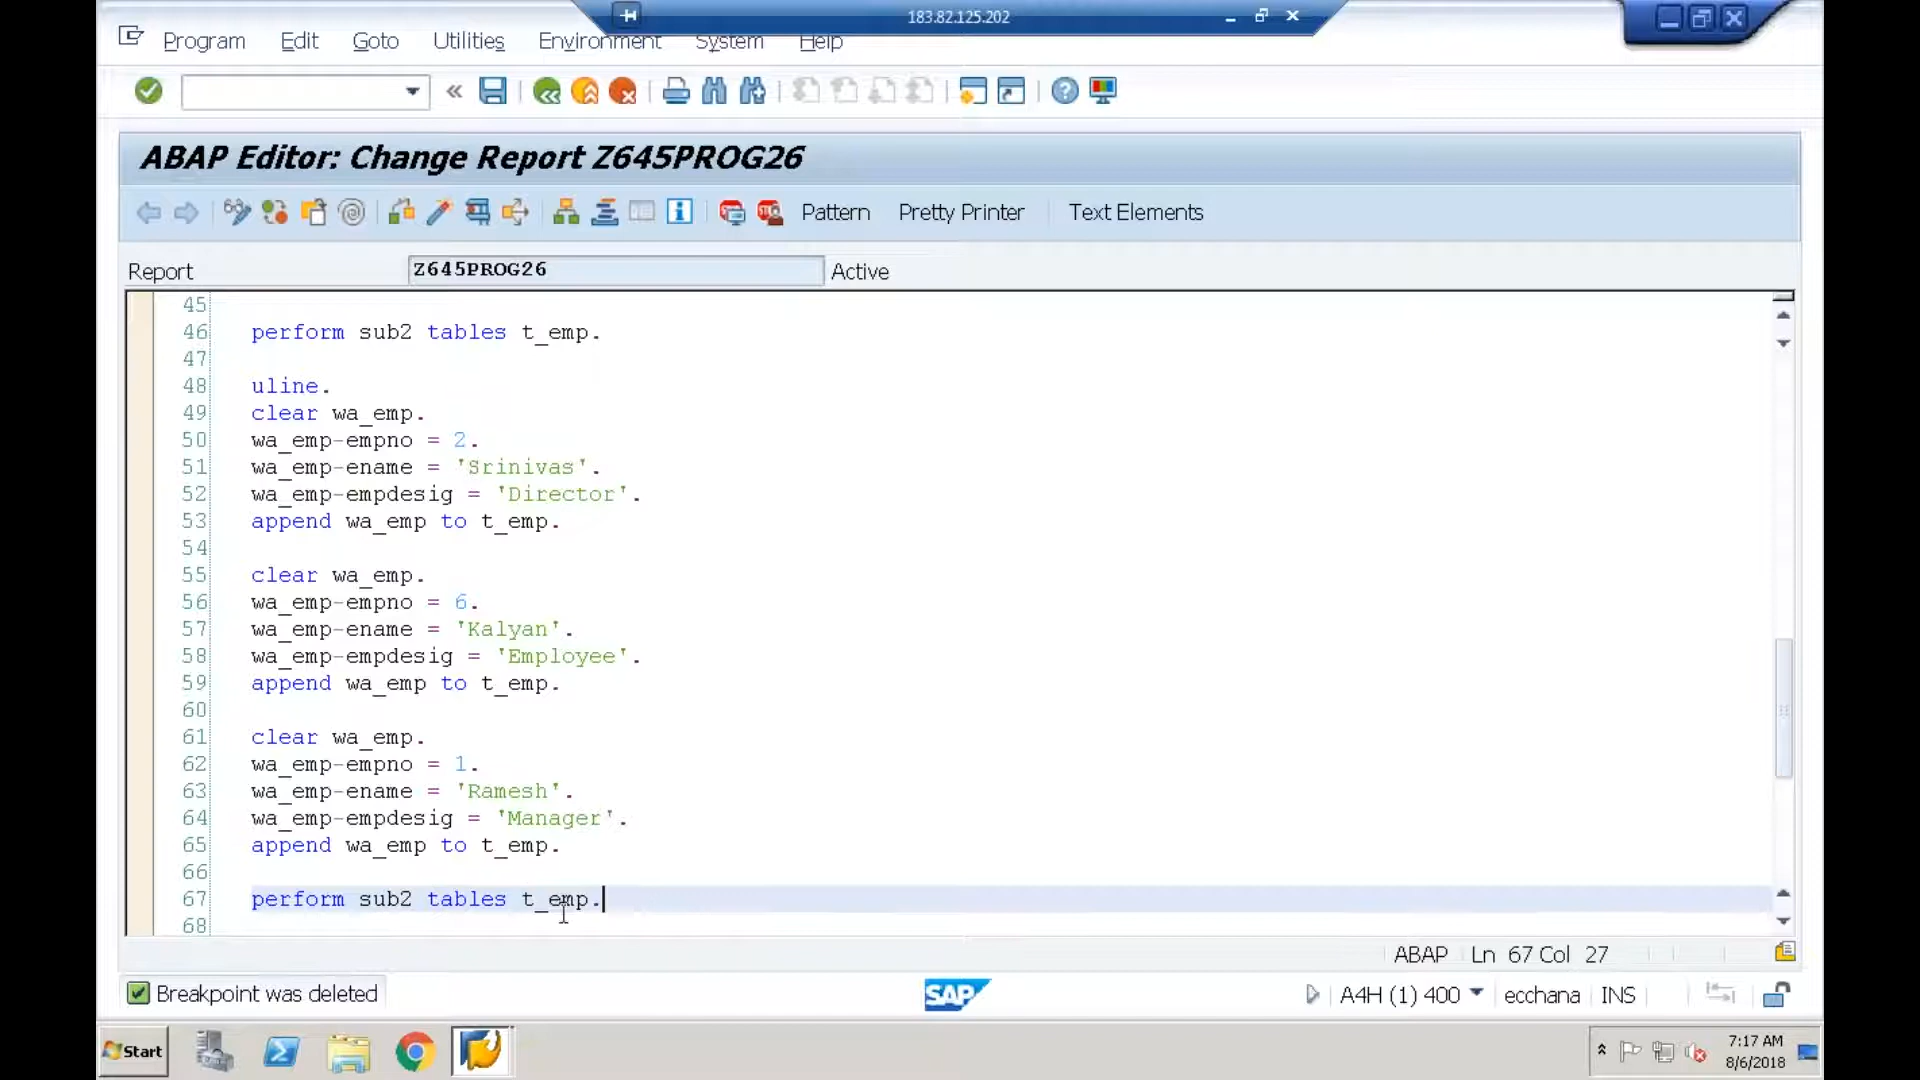 183.82.125.202
Program Edit Goto Utilities Environment System Help
ABAP Editor: Change Report Z645PROG26
Pattern Pretty Printer Text Elements
Report Z645PROG26 Active
45
46 perform sub2 tables t_emp.
47
48 uline.
49 clear wa_emp.
50 wa_emp-empno = 2.
51 wa_emp-ename = 'Srinivas'.
52 wa_emp-empdesig = 'Director'.
53 append wa_emp to t_emp.
54
55 clear wa_emp.
56 wa_emp-empno = 6.
57 wa_emp-ename = 'Kalyan'.
58 wa_emp-empdesig = 'Employee'.
59 append wa_emp to t_emp.
60
61 clear wa_emp.
62 wa_emp-empno = 1.
63 wa_emp-ename = 'Ramesh'.
64 wa_emp-empdesig = 'Manager'.
65 append wa_emp to t_emp.
66
67 perform sub2 tables t_emp.
68
ABAP Ln 67 Col 27
Breakpoint was deleted SAP A4H (1) 400 ecchana INS
Start 7:17 AM
8/6/2018